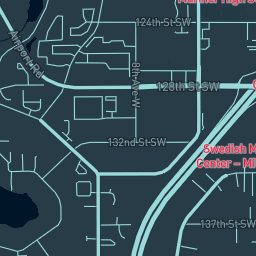 124th St SW
Airport Rd
8th Ave W
128th St SW
132nd St SW
Swedish M
Center – Mi
137th St SW